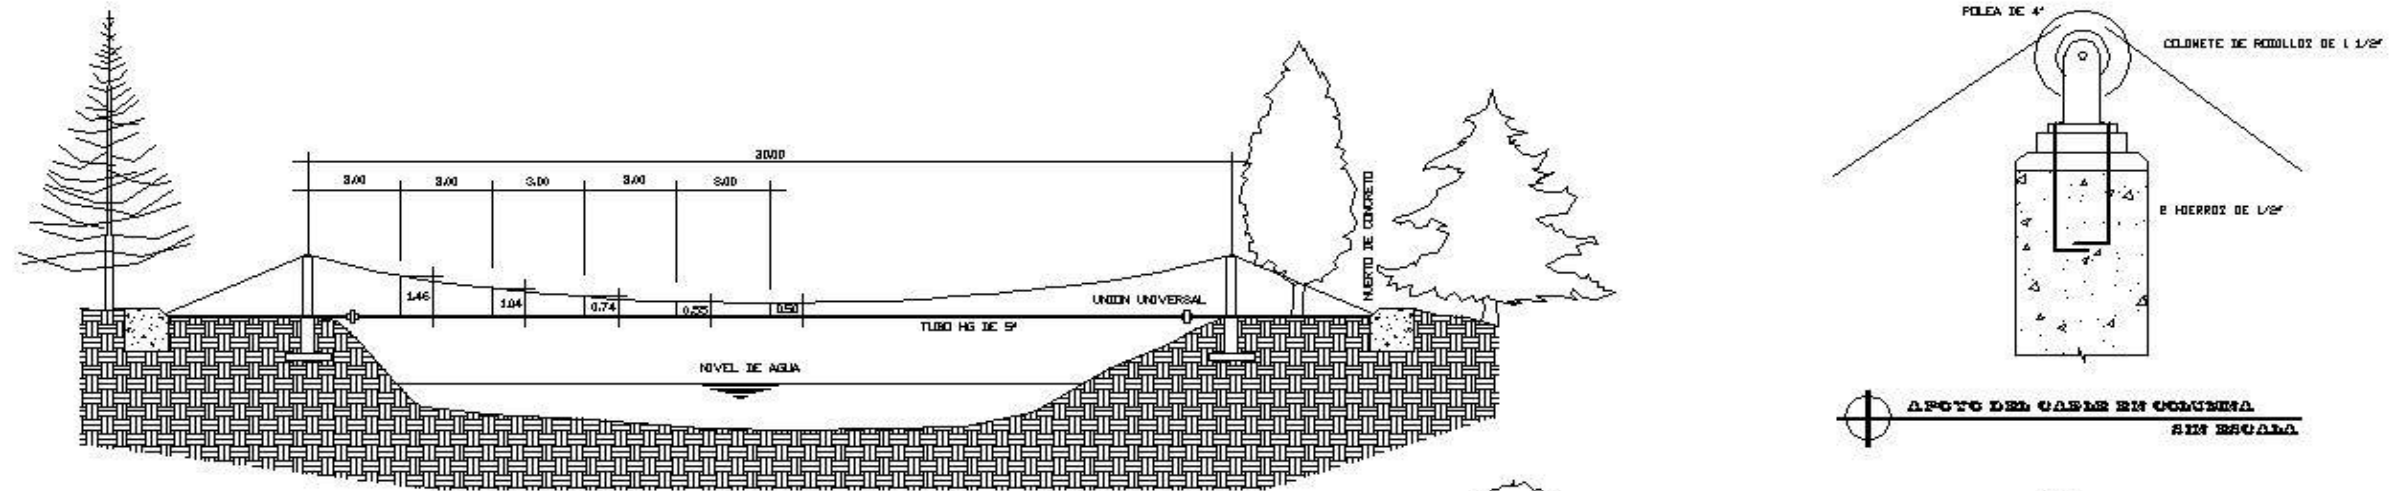 30.00
3.00
3.00
3.00
3.00
3.00
1.46
1.04
0.74
0.55
0.50
UNION UNIVERSAL
TUBO HG DE 5"
NIVEL DE AGUA
MUERTO DE CONCRETO
POLEA DE 4"
COJINETE DE RODILLOS DE 1 1/2"
2 HIERROS DE 1/2"
APOYO DEL CABLE EN COLUMNA
SIN ESCALA